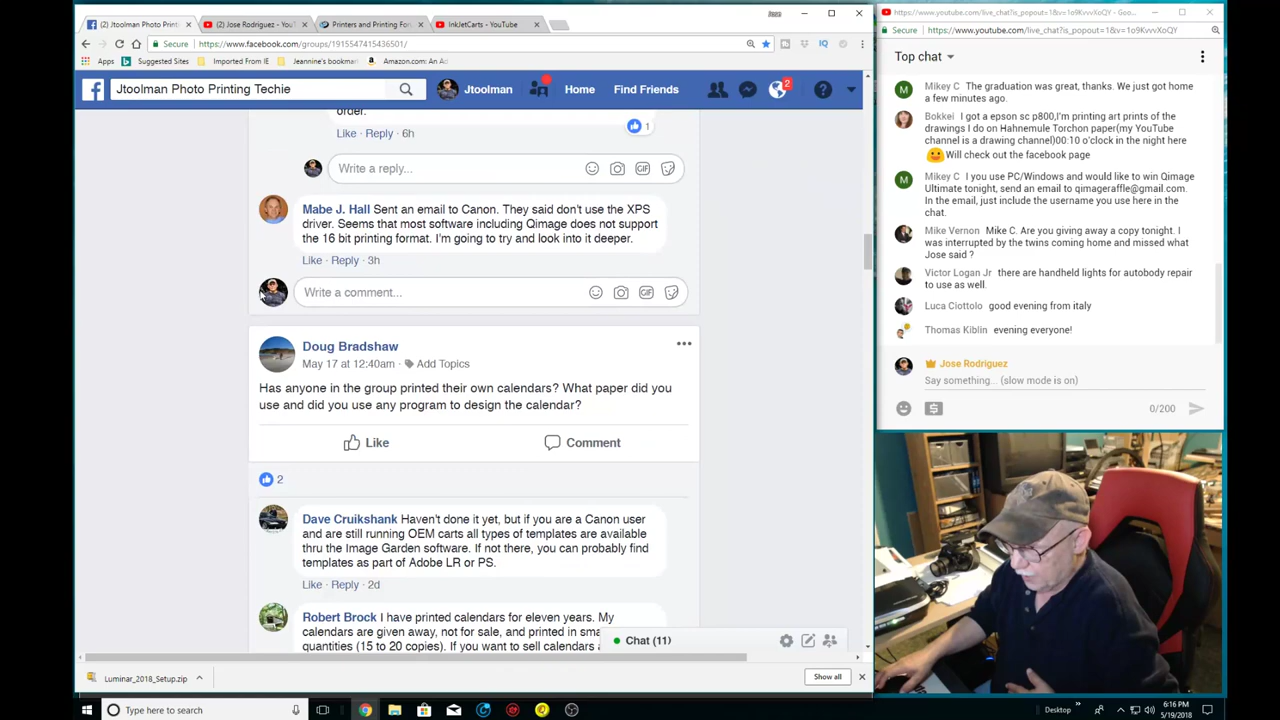 (2) Jtoolman Photo Print
(2) Jose Rodriguez - You
Printers and Printing For
InkJetCarts - YouTube
Secure
https://www.facebook.com/groups/1915547415436501/
Apps
Suggested Sites
Imported From IE
Jeannine's bookmar
Amazon.com: An Ad
Jtoolman Photo Printing Techie
Jtoolman
Home
Find Friends
2
order.
Like · Reply · 6h
1
Write a reply...
GIF
Mabe J. Hall Sent an email to Canon. They said don't use the XPS
driver. Seems that most software including Qimage does not support
the 16 bit printing format. I'm going to try and look into it deeper.
Like · Reply · 3h
Write a comment...
GIF
Doug Bradshaw
May 17 at 12:40am · Add Topics
Has anyone in the group printed their own calendars? What paper did you
use and did you use any program to design the calendar?
Like
Comment
2
Dave Cruikshank Haven't done it yet, but if you are a Canon user
and are still running OEM carts all types of templates are available
thru the Image Garden software. If not there, you can probably find
templates as part of Adobe LR or PS.
Like · Reply · 2d
Robert Brock I have printed calendars for eleven years. My
calendars are given away, not for sale, and printed in sma
quantities (15 to 20 copies). If you want to sell calendars
Chat (11)
Luminar_2018_Setup.zip
Show all
Type here to search
Desktop
6:16 PM
5/19/2018
https://www.youtube.com/live_chat?is_popout=1&v=1o9KvvvXoQY - Goo
Secure
https://www.youtube.com/live_chat?is_popout=1&v=1o9KvvvXoQY
Top chat
M
Mikey C The graduation was great, thanks. We just got home
a few minutes ago.
Bokkei I got a epson sc p800,I'm printing art prints of the
drawings I do on Hahnemule Torchon paper(my YouTube
channel is a drawing channel)00:10 o'clock in the night here
Will check out the facebook page
M
Mikey C I you use PC/Windows and would like to win Qimage
Ultimate tonight, send an email to qimageraffle@gmail.com.
In the email, just include the username you use here in the
chat.
Mike Vernon Mike C. Are you giving away a copy tonight. I
was interrupted by the twins coming home and missed what
Jose said ?
Victor Logan Jr there are handheld lights for autobody repair
to use as well.
Luca Ciottolo good evening from italy
Thomas Kiblin evening everyone!
Jose Rodriguez
Say something... (slow mode is on)
0/200